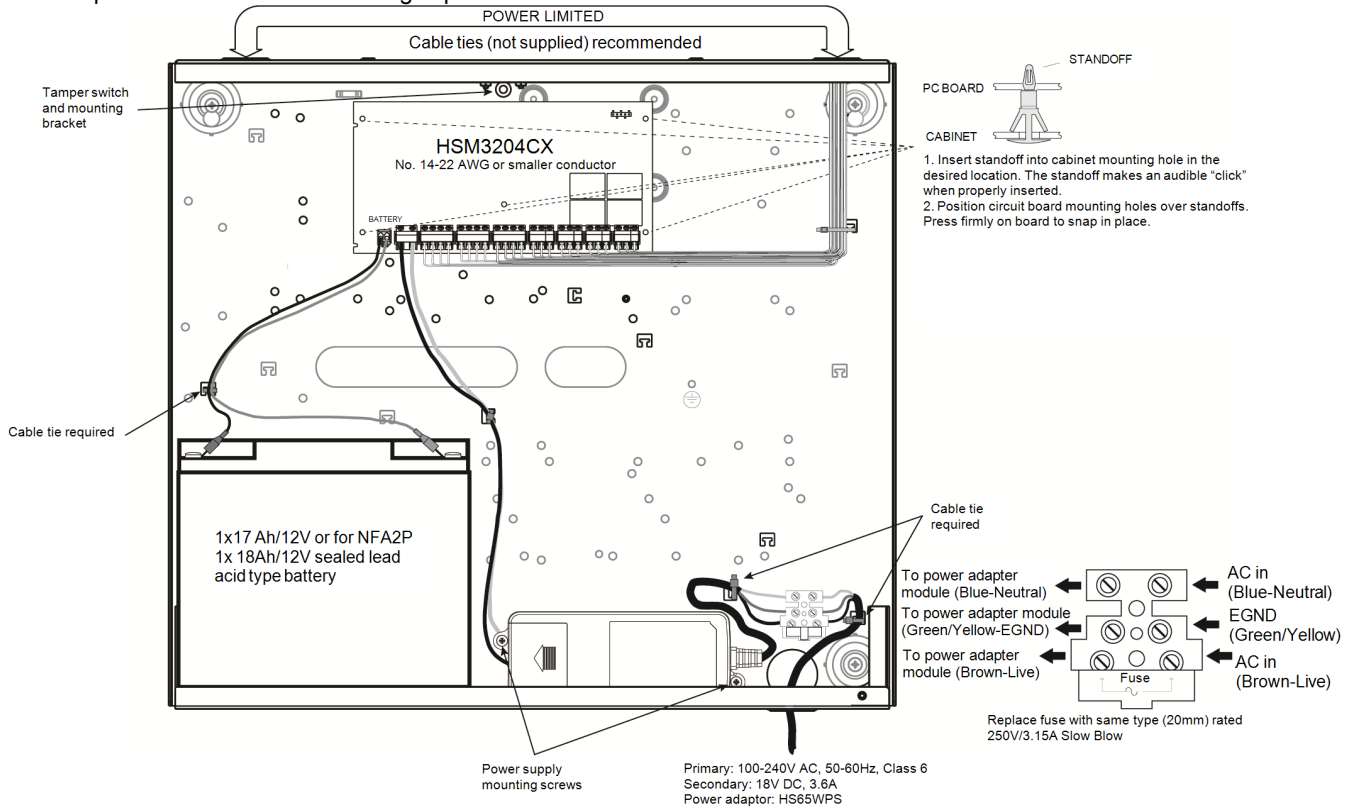 POWER LIMITED
Cable ties (not supplied) recommended
Tamper switch
and mounting
bracket
HSM3204CX
No. 14-22 AWG or smaller conductor
BATTERY
STANDOFF
PC BOARD
CABINET
1. Insert standoff into cabinet mounting hole in the
desired location. The standoff makes an audible “click”
when properly inserted.
2. Position circuit board mounting holes over standoffs.
Press firmly on board to snap in place.
Cable tie required
1x17 Ah/12V or for NFA2P
1x 18Ah/12V sealed lead
acid type battery
Cable tie
required
To power adapter
module (Blue-Neutral)
To power adapter module
(Green/Yellow-EGND)
To power adapter
module (Brown-Live)
AC in
(Blue-Neutral)
EGND
(Green/Yellow)
AC in
(Brown-Live)
Fuse
Replace fuse with same type (20mm) rated
250V/3.15A Slow Blow
Power supply
mounting screws
Primary: 100-240V AC, 50-60Hz, Class 6
Secondary: 18V DC, 3.6A
Power adaptor: HS65WPS